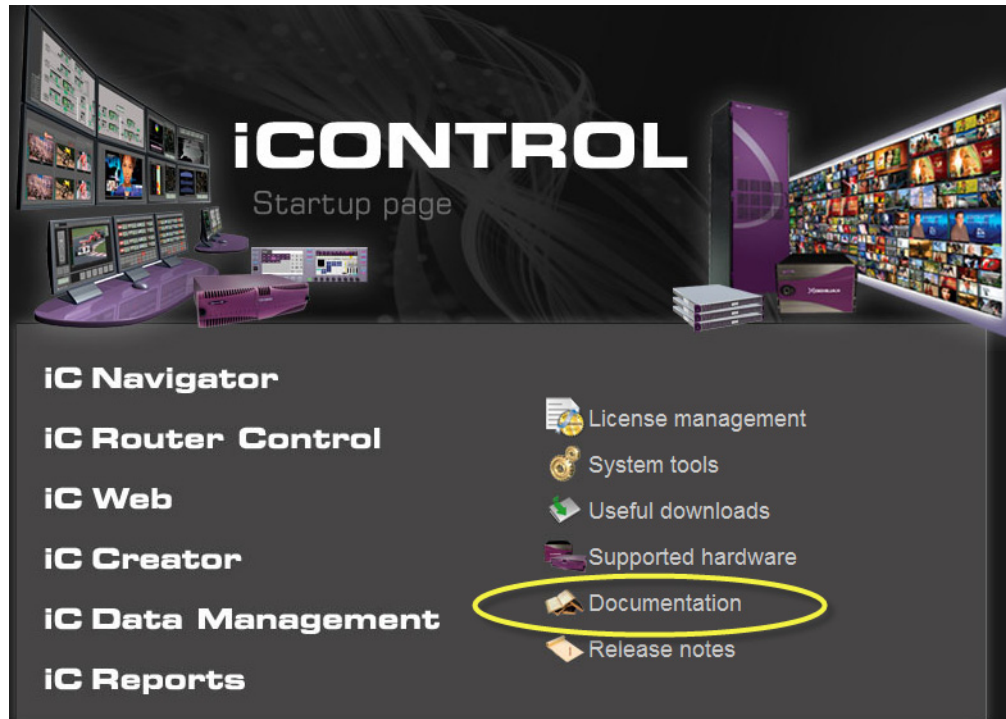 iCONTROL
Startup page
iC Navigator
iC Router Control
iC Web
iC Creator
iC Data Management
iC Reports
License management
System tools
Useful downloads
Supported hardware
Documentation
Release notes